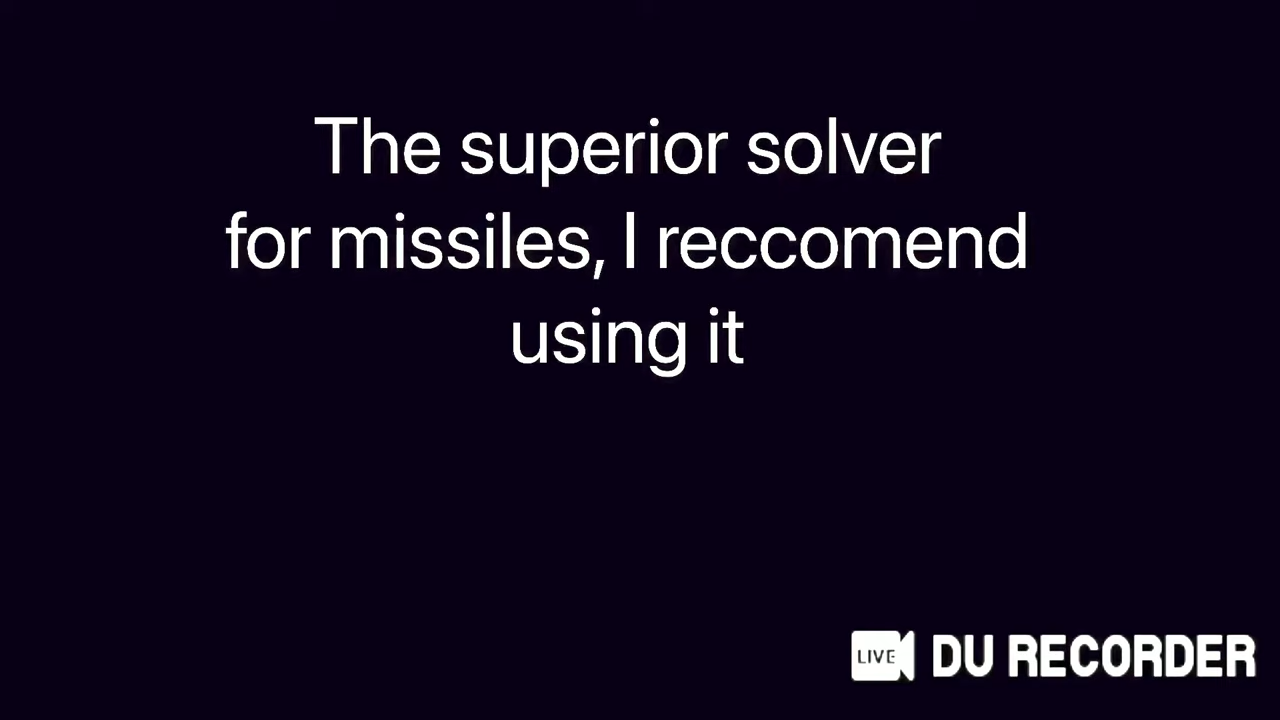 The superior solver
for missiles, I reccomend
using it
LIVE DU RECORDER